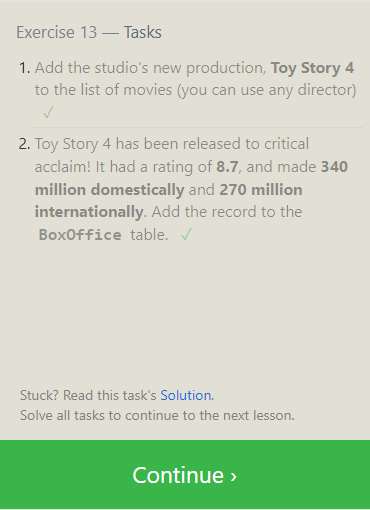 Exercise 13 — Tasks
1. Add the studio's new production, Toy Story 4
to the list of movies (you can use any director)
✓
2. Toy Story 4 has been released to critical
acclaim! It had a rating of 8.7, and made 340
million domestically and 270 million
internationally. Add the record to the
BoxOffice table. ✓
Stuck? Read this task's Solution.
Solve all tasks to continue to the next lesson.
Continue ›